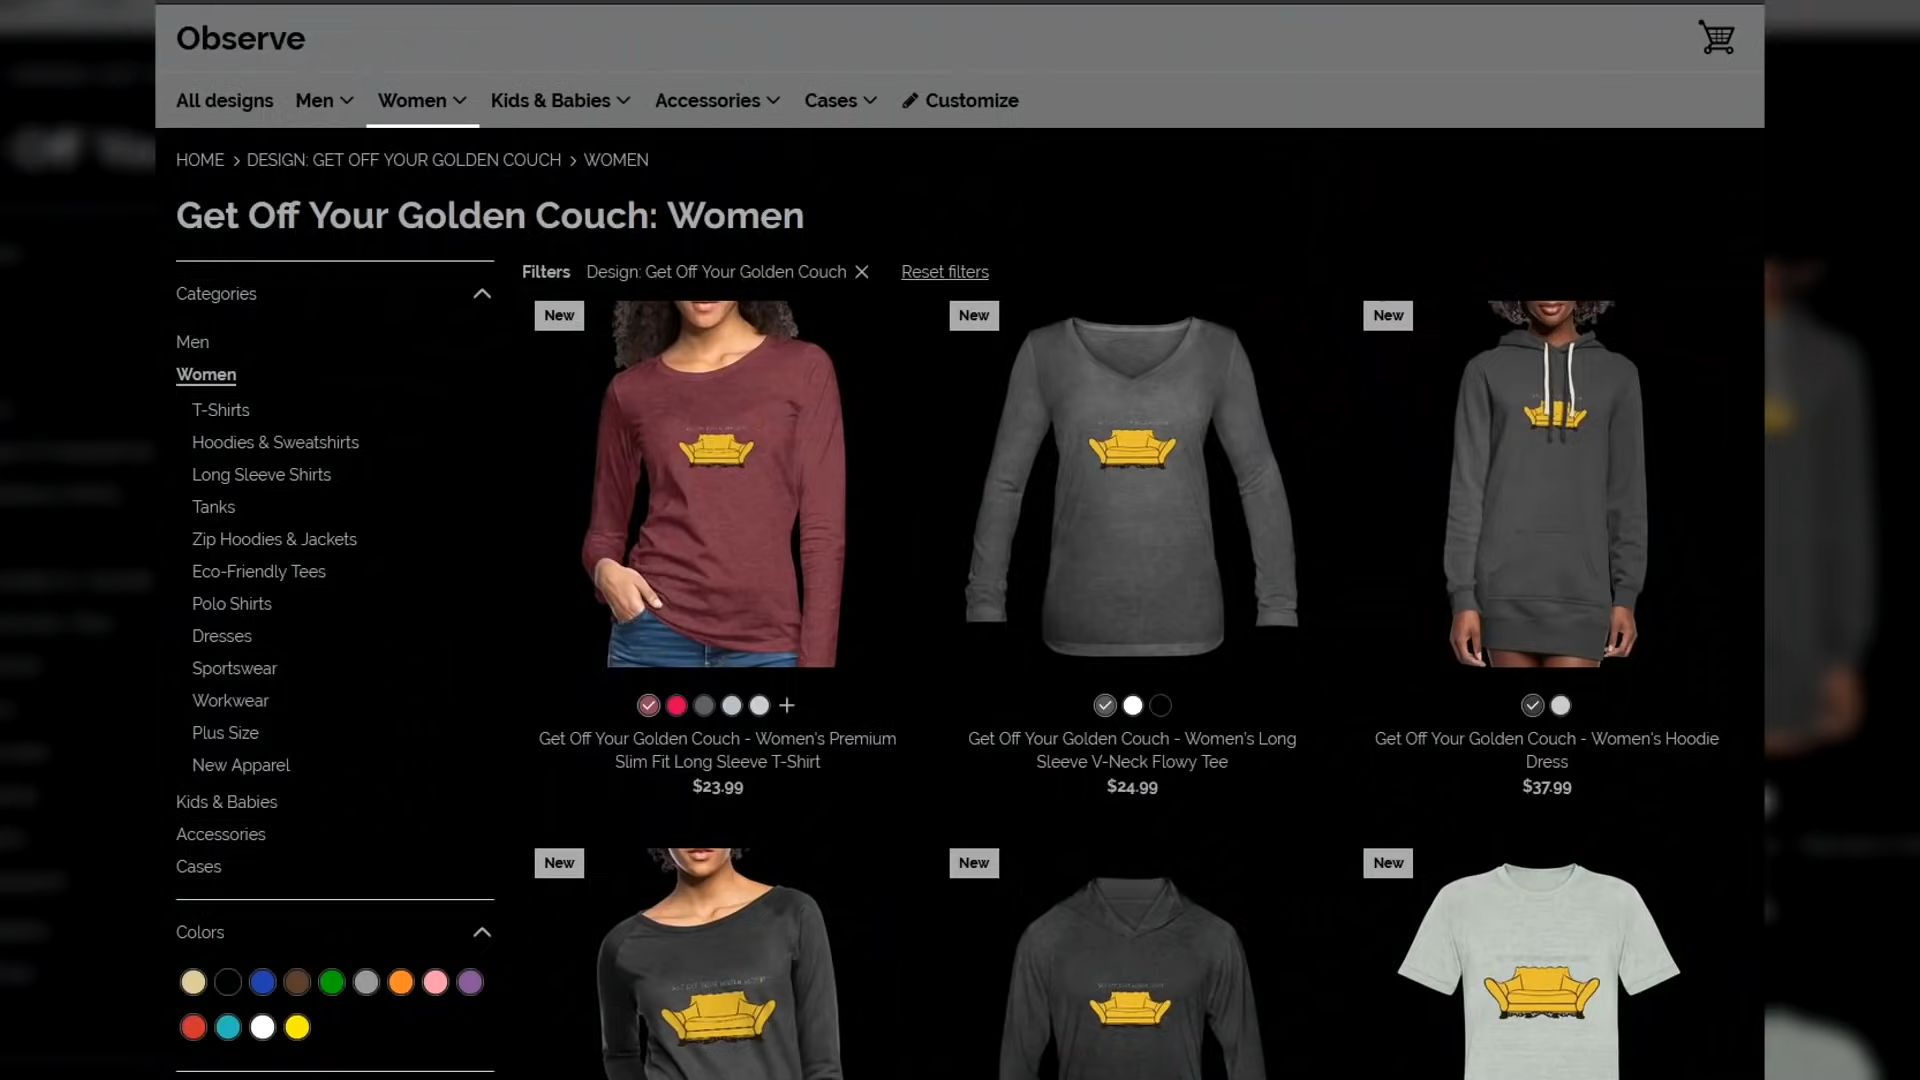 Observe
All designs Men Women Kids & Babies Accessories Cases Customize
HOME > DESIGN: GET OFF YOUR GOLDEN COUCH > WOMEN
Get Off Your Golden Couch: Women
Filters Design: Get Off Your Golden Couch Reset filters
Categories
Men
Women
T-Shirts
Hoodies & Sweatshirts
Long Sleeve Shirts
Tanks
Zip Hoodies & Jackets
Eco-Friendly Tees
Polo Shirts
Dresses
Sportswear
Workwear
Plus Size
New Apparel
Kids & Babies
Accessories
Cases
Colors
New
New
New
Get Off Your Golden Couch - Women's Premium
Slim Fit Long Sleeve T-Shirt
$23.99
Get Off Your Golden Couch - Women's Long
Sleeve V-Neck Flowy Tee
$24.99
Get Off Your Golden Couch - Women's Hoodie
Dress
$37.99
New
New
New